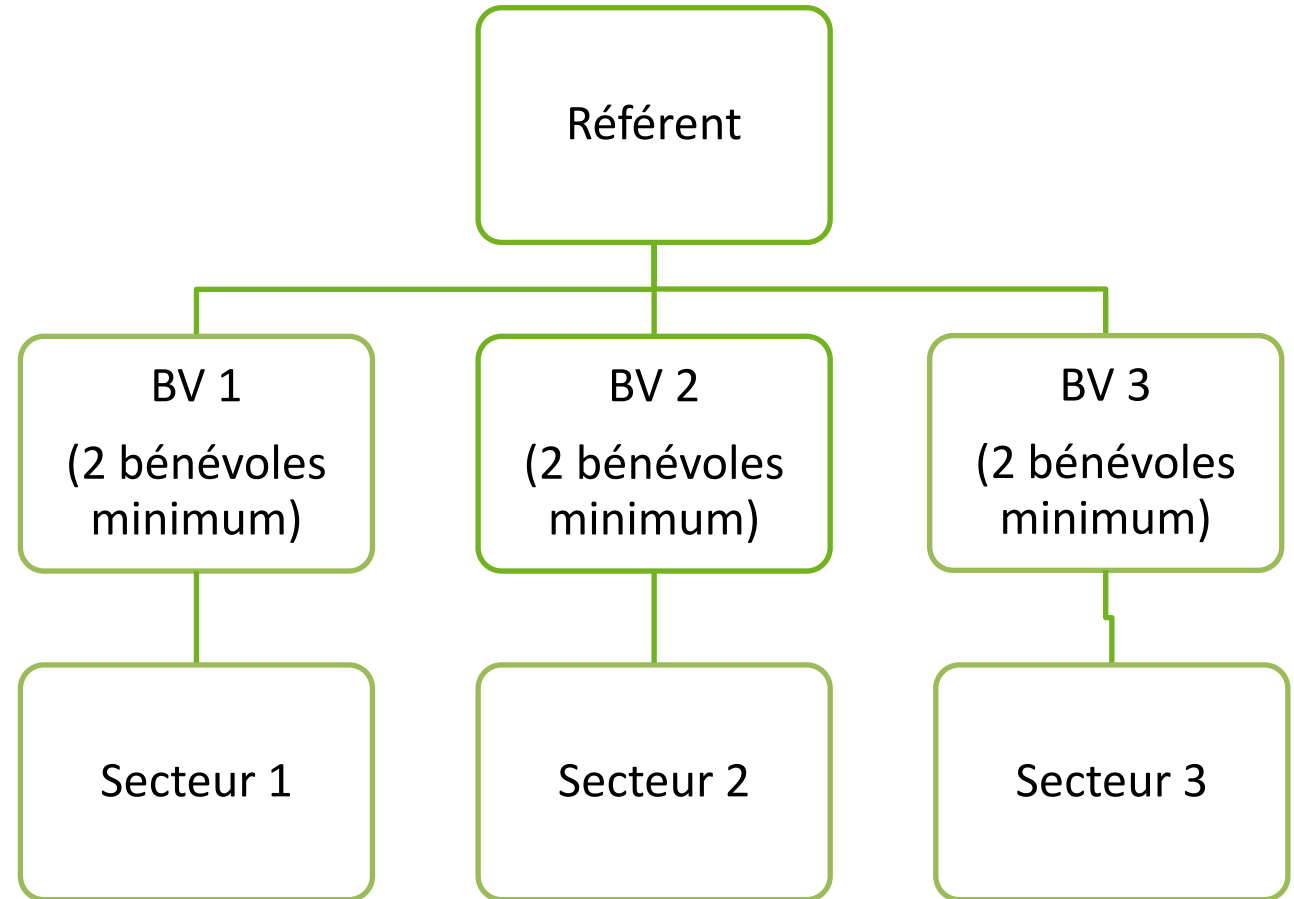 Référent
BV 1
(2 bénévoles
minimum)
BV 2
(2 bénévoles
minimum)
BV 3
(2 bénévoles
minimum)
Secteur 1
Secteur 2
Secteur 3